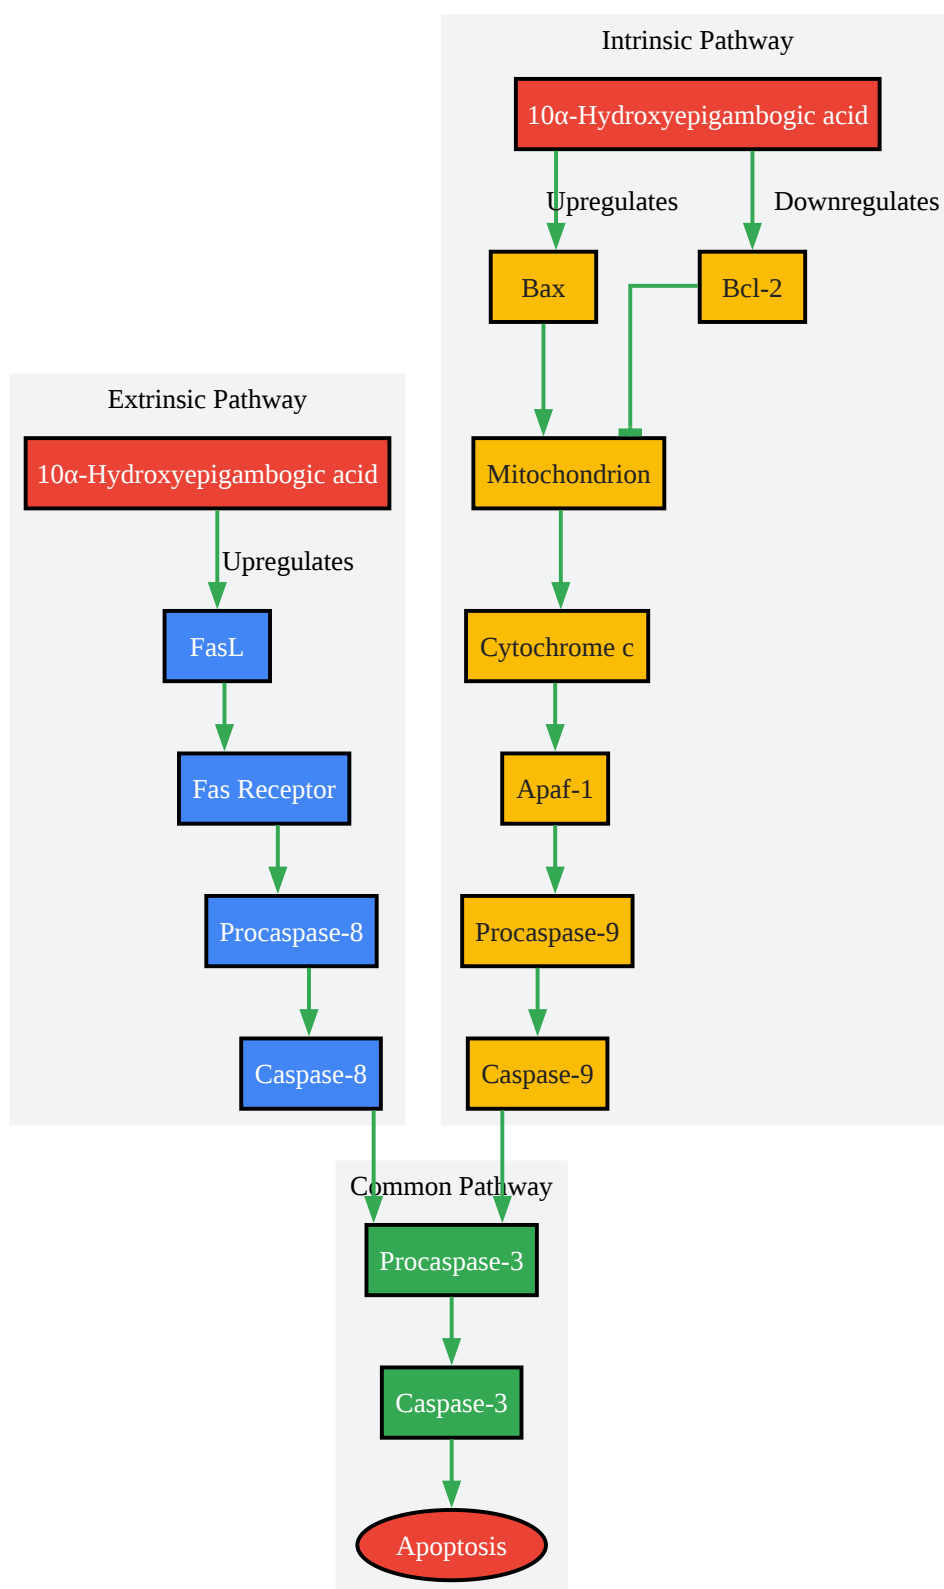 Intrinsic Pathway
10α-Hydroxyepigambogic acid
Upregulates
Downregulates
Bax
Bcl-2
Mitochondrion
Cytochrome c
Apaf-1
Procaspase-9
Caspase-9
Extrinsic Pathway
10α-Hydroxyepigambogic acid
Upregulates
FasL
Fas Receptor
Procaspase-8
Caspase-8
Common Pathway
Procaspase-3
Caspase-3
Apoptosis